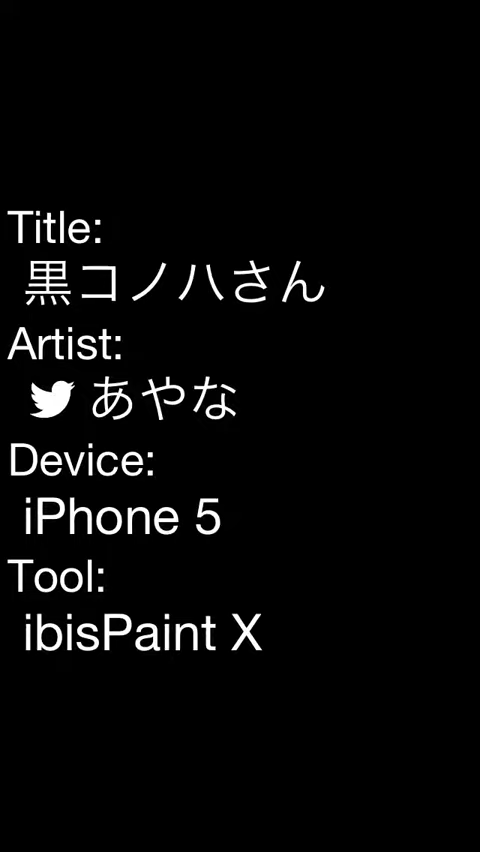 Title:
黒コノハさん
Artist:
あやな
Device:
iPhone 5
Tool:
ibisPaint X